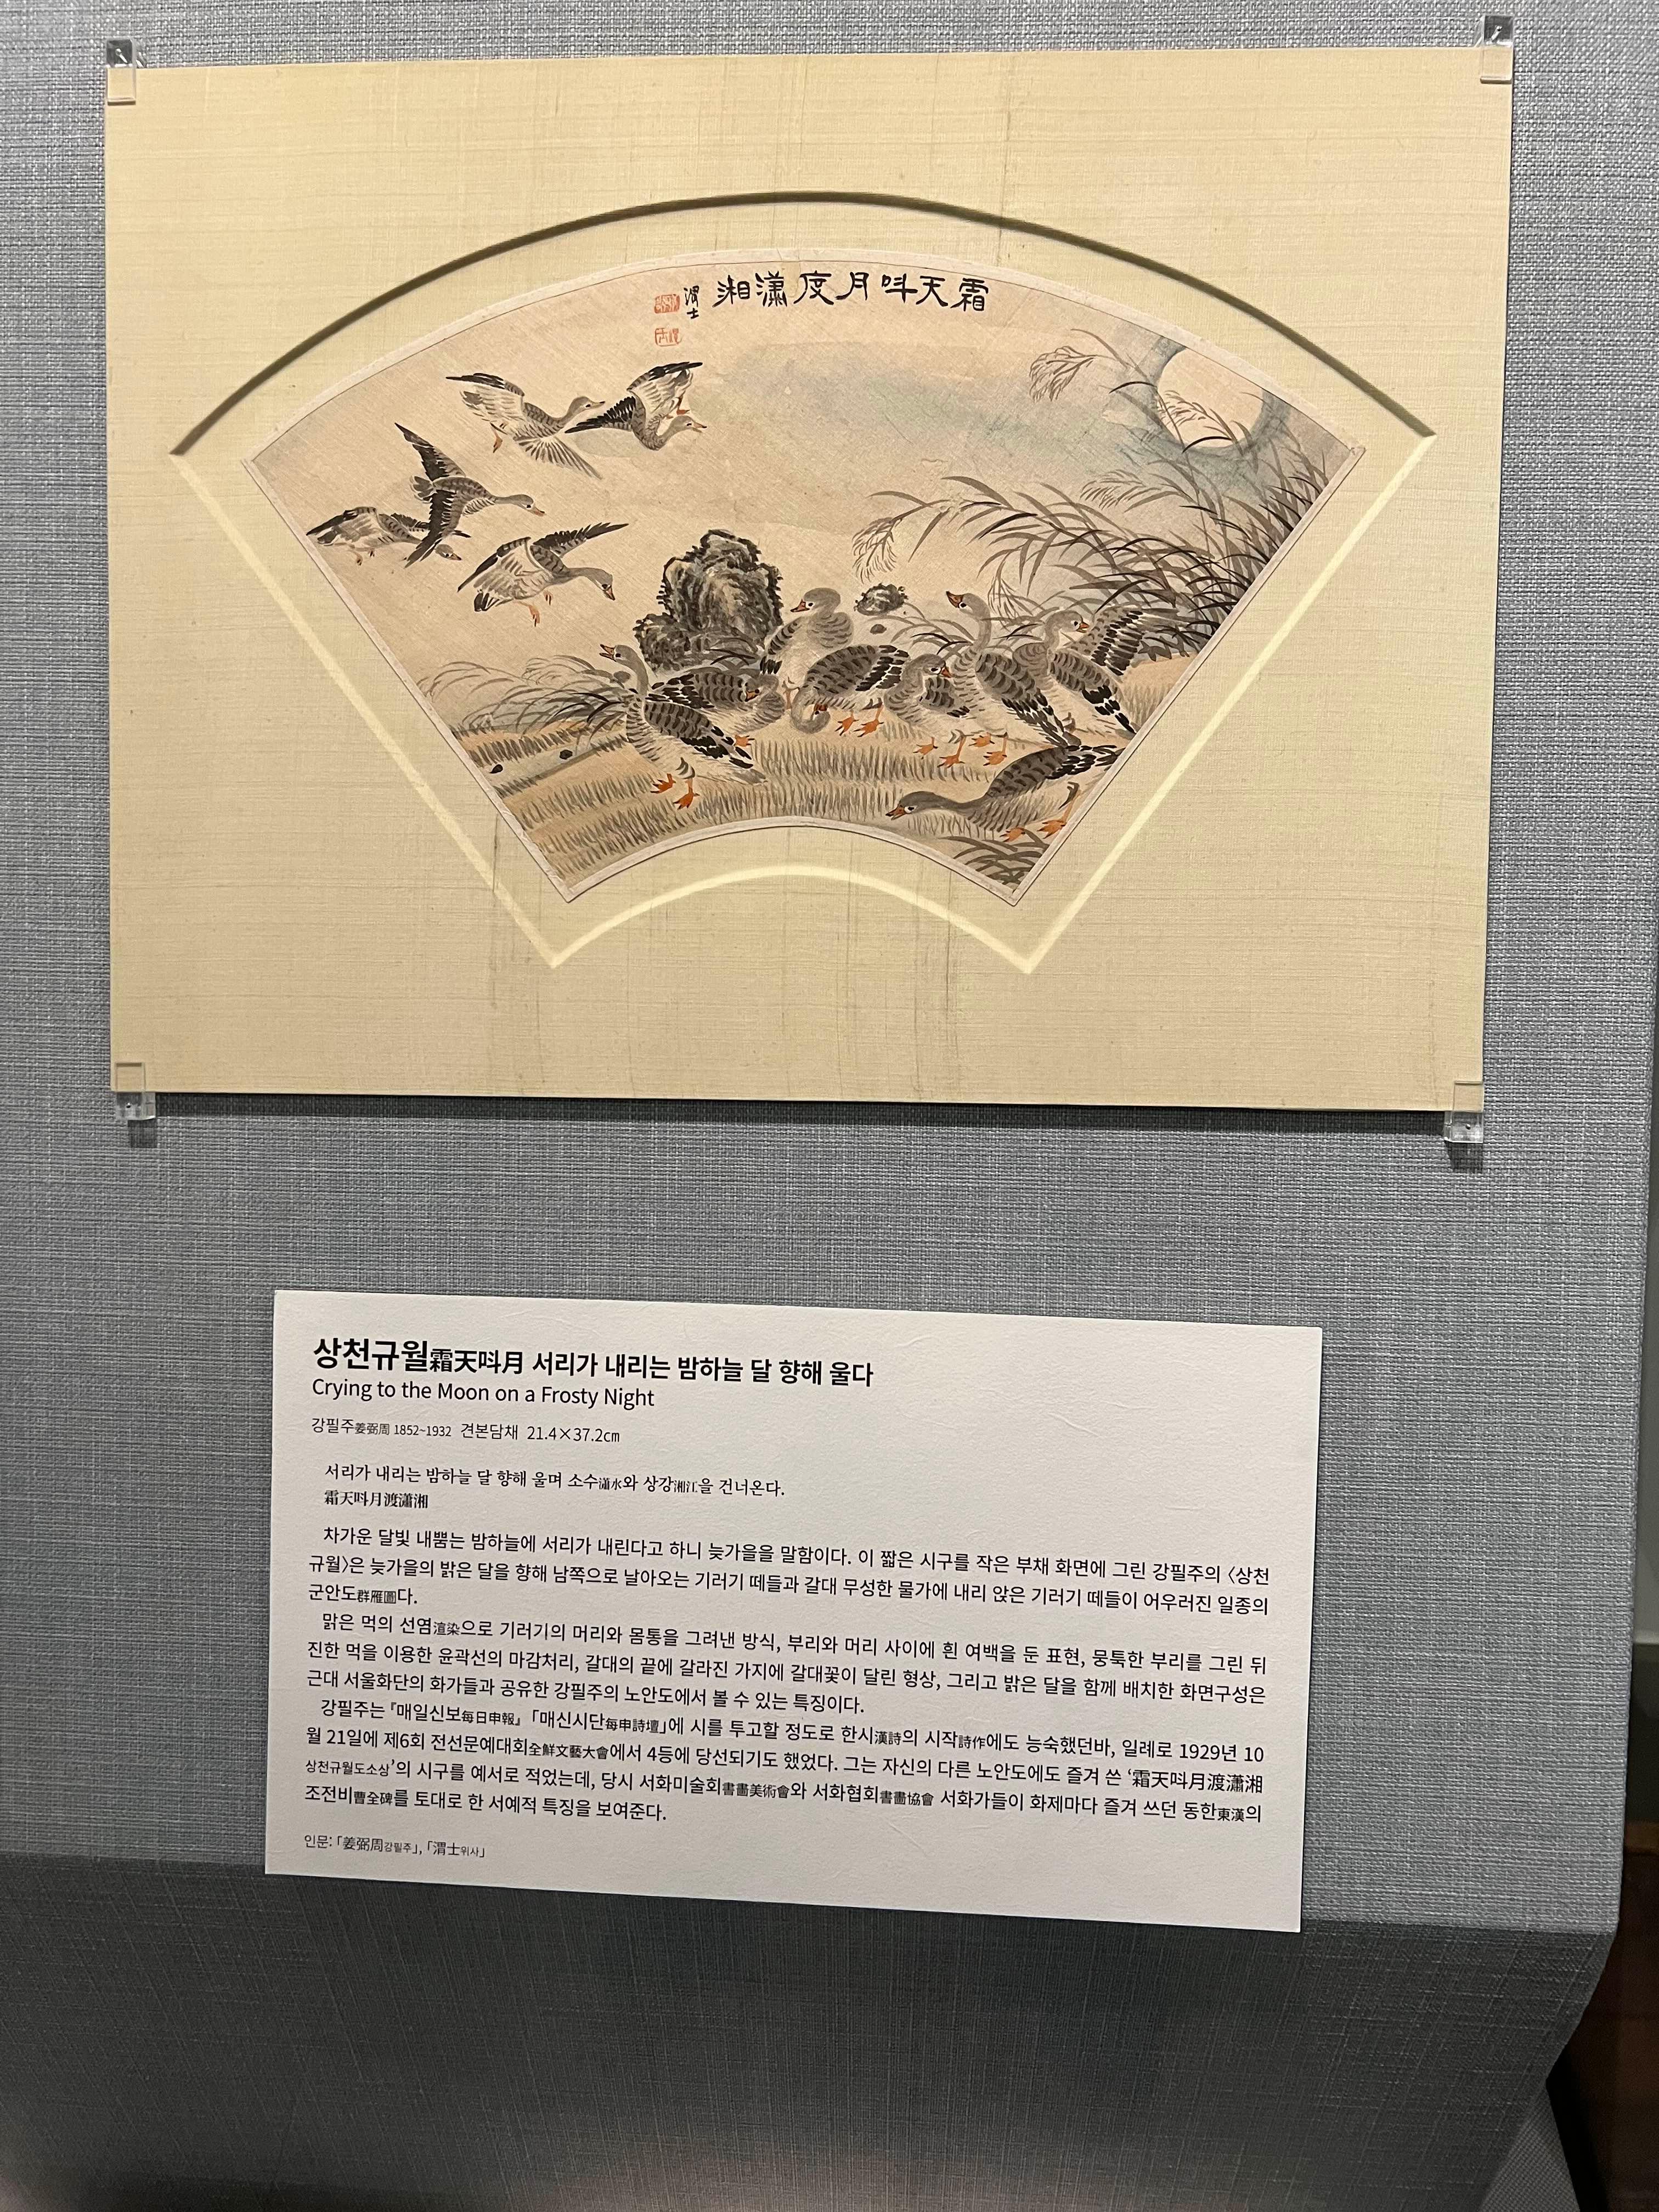 霜天呌月度瀟湘
渭士
상천규월霜天呌月 서리가 내리는 밤하늘 달 향해 울다
Crying to the Moon on a Frosty Night
강필주姜弼周 1852~1932 견본담채 21.4×37.2㎝
서리가 내리는 밤하늘 달 향해 울며 소수瀟水와 상강湘江을 건너온다.
霜天呌月渡瀟湘
차가운 달빛 내뿜는 밤하늘에 서리가 내린다고 하니 늦가을을 말함이다. 이 짧은 시구를 작은 부채 화면에 그린 강필주의 〈상천
규월〉은 늦가을의 밝은 달을 향해 남쪽으로 날아오는 기러기 떼들과 갈대 무성한 물가에 내리 앉은 기러기 떼들이 어우러진 일종의
군안도群雁圖다.
맑은 먹의 선염渲染으로 기러기의 머리와 몸통을 그려낸 방식, 부리와 머리 사이에 흰 여백을 둔 표현, 뭉툭한 부리를 그린 뒤
진한 먹을 이용한 윤곽선의 마감처리, 갈대의 끝에 갈라진 가지에 갈대꽃이 달린 형상, 그리고 밝은 달을 함께 배치한 화면구성은
근대 서울화단의 화가들과 공유한 강필주의 노안도에서 볼 수 있는 특징이다.
강필주는 『매일신보每日申報』 「매신시단每申詩壇」에 시를 투고할 정도로 한시漢詩의 시작詩作에도 능숙했던바, 일례로 1929년 10
월 21일에 제6회 전선문예대회全鮮文藝大會에서 4등에 당선되기도 했었다. 그는 자신의 다른 노안도에도 즐겨 쓴 ‘霜天呌月渡瀟湘
상천규월도소상’의 시구를 예서로 적었는데, 당시 서화미술회書畵美術會와 서화협회書畵協會 서화가들이 화제마다 즐겨 쓰던 동한東漢의
조전비曹全碑를 토대로 한 서예적 특징을 보여준다.
인문: 「姜弼周강필주」, 「渭士위사」